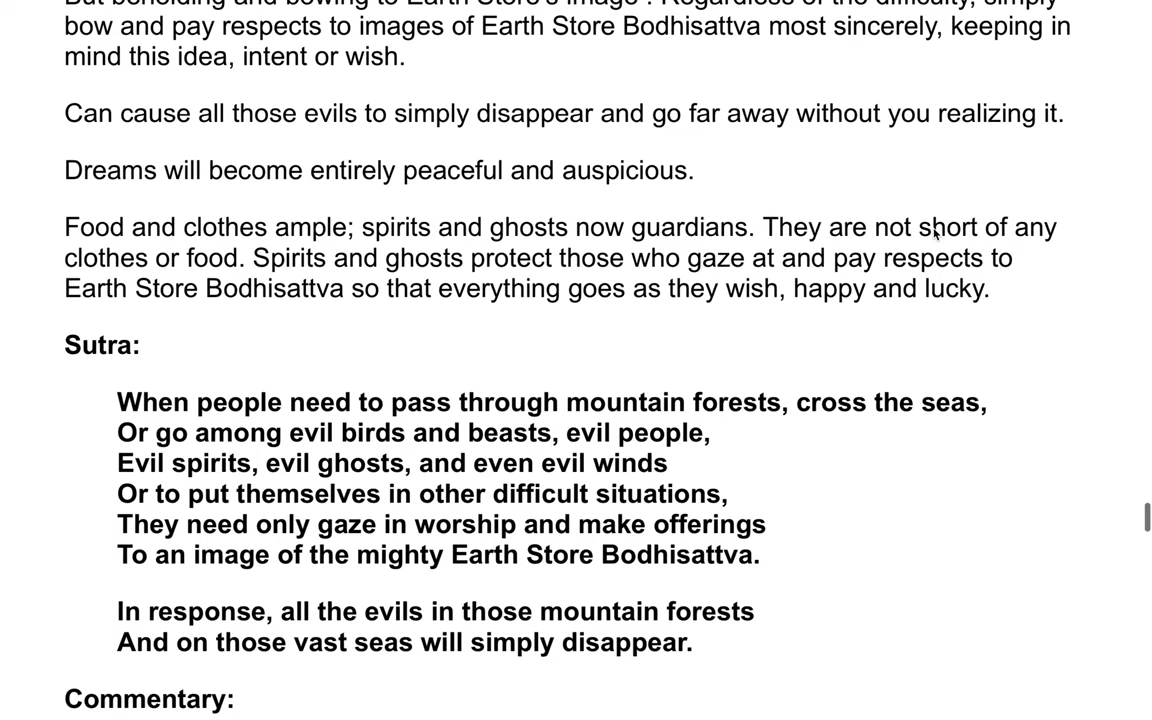 bow and pay respects to images of Earth Store Bodhisattva most sincerely, keeping in
mind this idea, intent or wish.
Can cause all those evils to simply disappear and go far away without you realizing it.
Dreams will become entirely peaceful and auspicious.
Food and clothes ample; spirits and ghosts now guardians. They are not short of any
clothes or food. Spirits and ghosts protect those who gaze at and pay respects to
Earth Store Bodhisattva so that everything goes as they wish, happy and lucky.
Sutra:
When people need to pass through mountain forests, cross the seas,
Or go among evil birds and beasts, evil people,
Evil spirits, evil ghosts, and even evil winds
Or to put themselves in other difficult situations,
They need only gaze in worship and make offerings
To an image of the mighty Earth Store Bodhisattva.
In response, all the evils in those mountain forests
And on those vast seas will simply disappear.
Commentary: